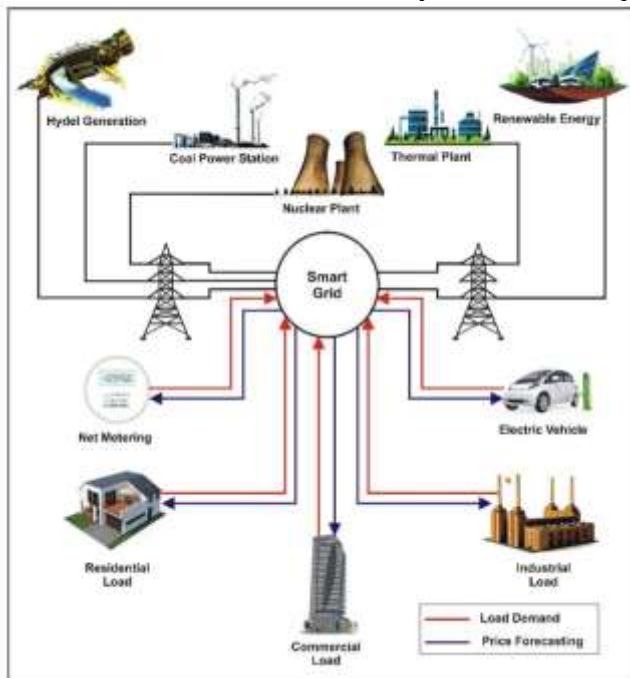 Hydel Generation
Coal Power Station
Nuclear Plant
Thermal Plant
Renewable Energy
Smart
Grid
Net Metering
Electric Vehicle
Residential
Load
Commercial
Load
Industrial
Load
Load Demand
Price Forecasting